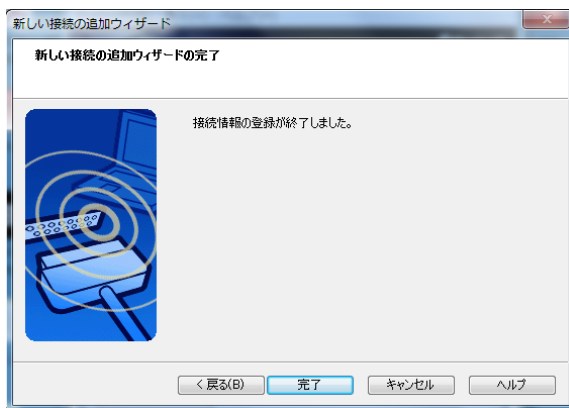 新しい接続の追加ウィザード
新しい接続の追加ウィザードの完了
接続情報の登録が終了しました。
< 戻る(B)
完了
キャンセル
ヘルプ